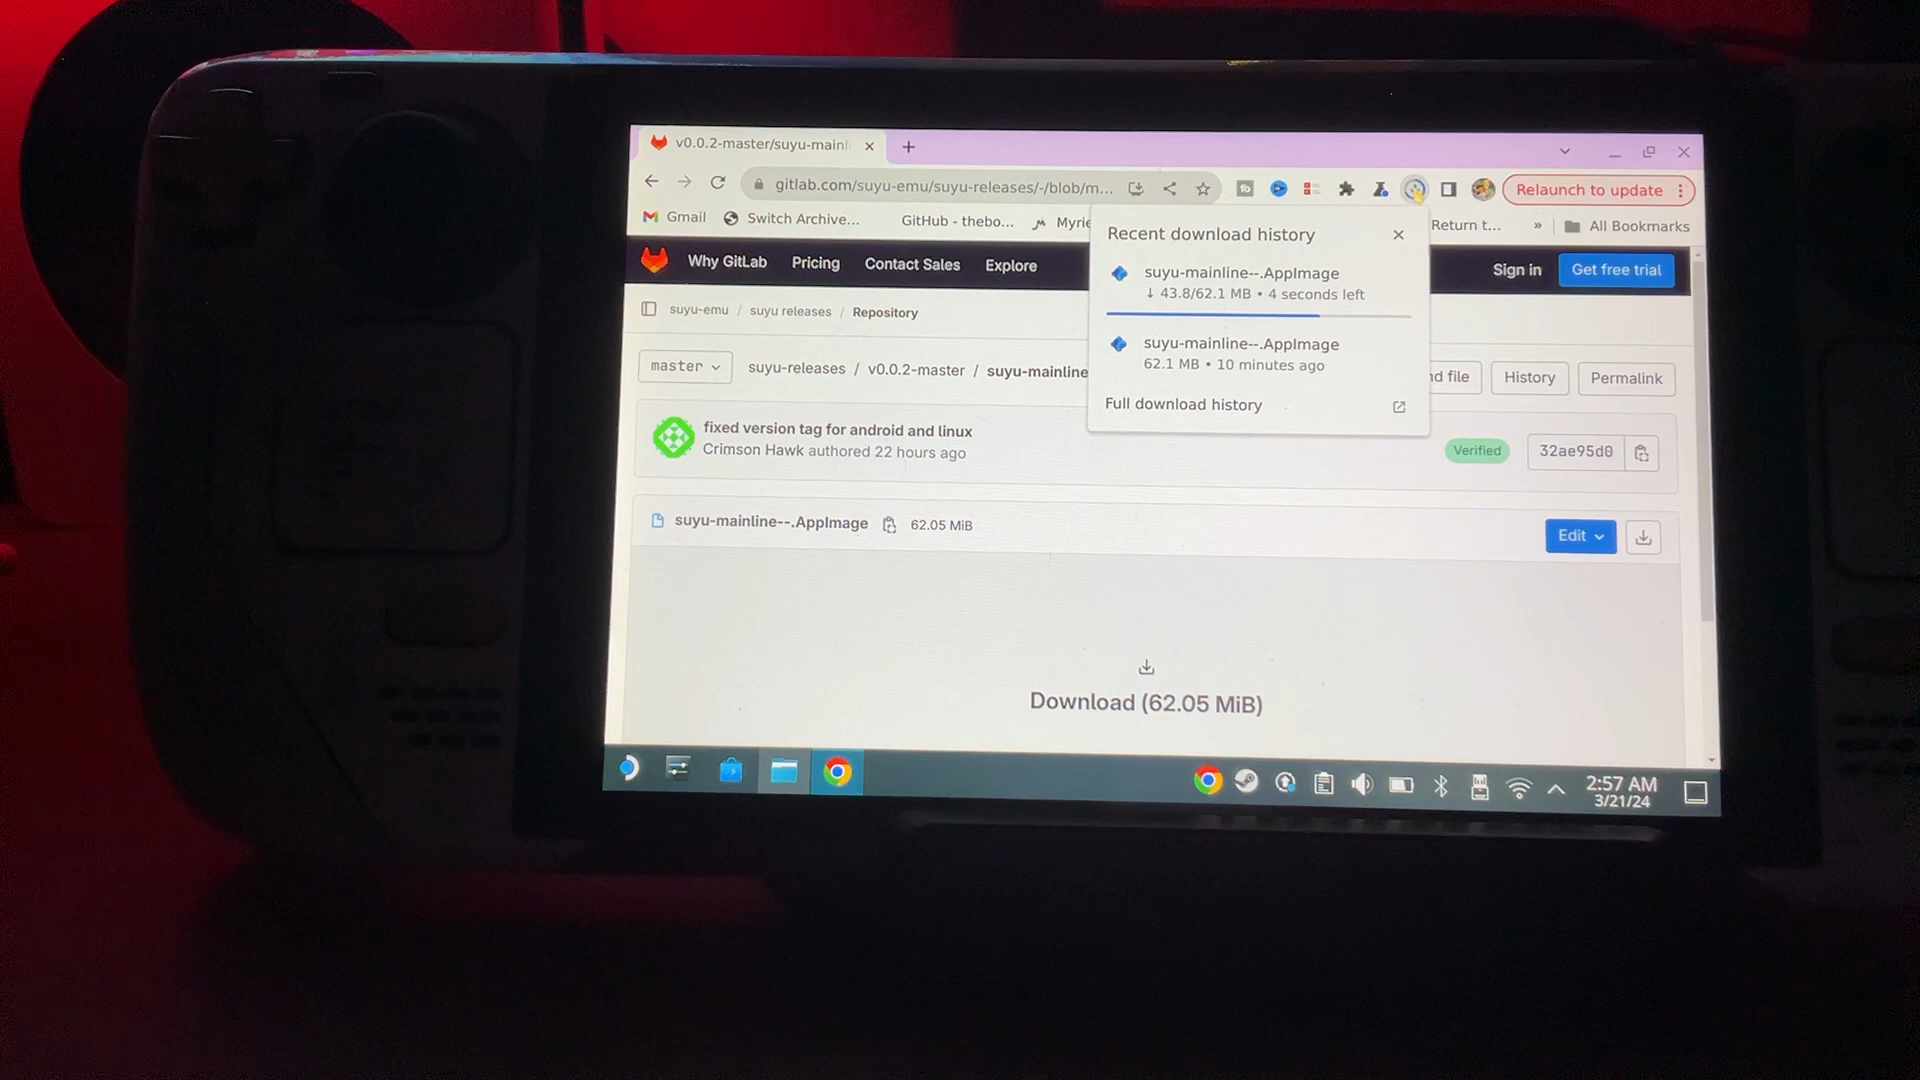 v0.0.2-master/suyu-mainli
gitlab.com/suyu-emu/suyu-releases/-/blob/m...
Relaunch to update
Gmail
Switch Archive...
GitHub - thebo...
Myrie
Return t...
»
All Bookmarks
Recent download history
suyu-mainline--.AppImage
↓ 43.8/62.1 MB • 4 seconds left
suyu-mainline--.AppImage
62.1 MB • 10 minutes ago
Full download history
Why GitLab
Pricing
Contact Sales
Explore
Sign in
Get free trial
suyu-emu / suyu releases / Repository
master
suyu-releases / v0.0.2-master / suyu-mainline
nd file
History
Permalink
fixed version tag for android and linux
Crimson Hawk authored 22 hours ago
Verified
32ae95d0
suyu-mainline--.AppImage
62.05 MiB
Edit
Download (62.05 MiB)
2:57 AM
3/21/24